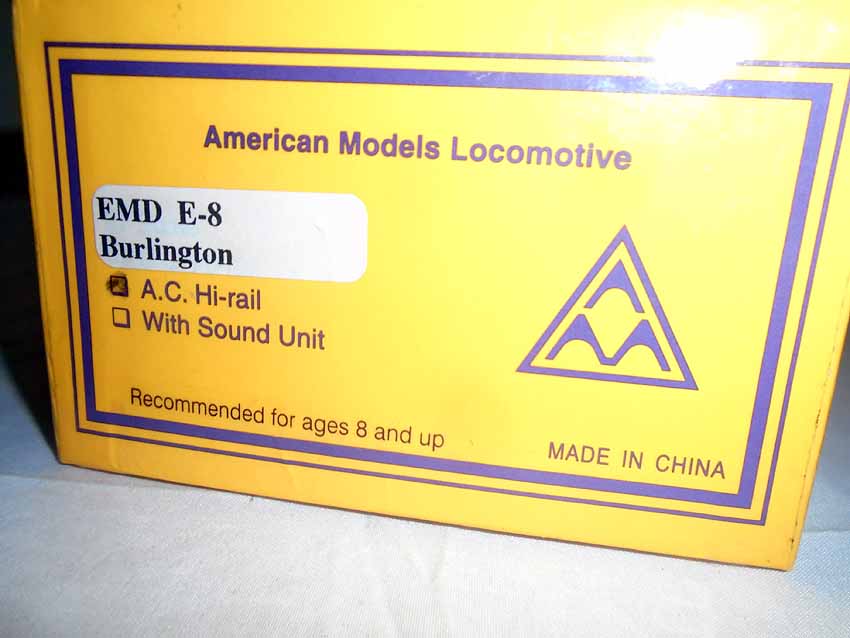 American Models Locomotive
EMD E-8
Burlington
A.C. Hi-rail
With Sound Unit
Recommended for ages 8 and up
MADE IN CHINA